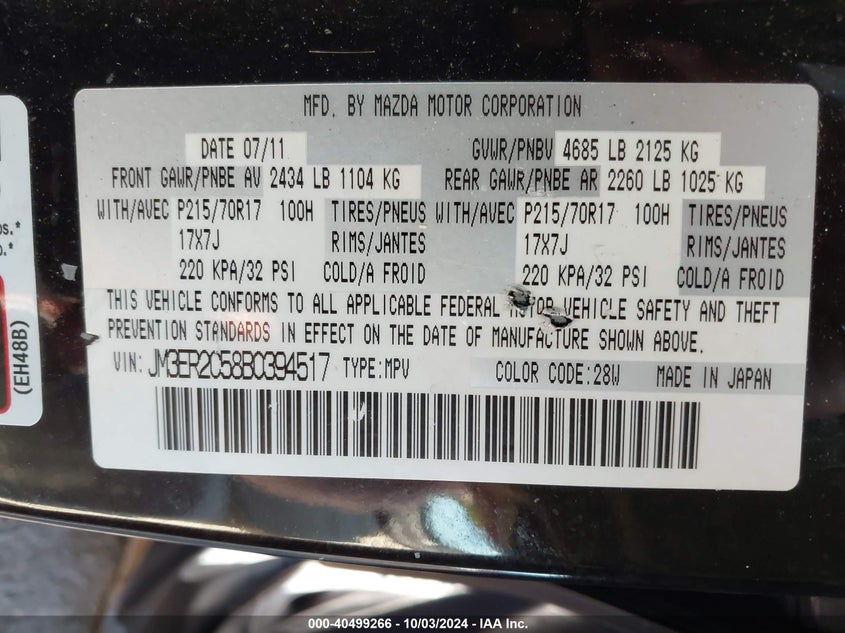 MFD. BY MAZDA MOTOR CORPORATION
DATE 07/11 GVWR/PNBV 4685 LB 2125 KG
FRONT GAWR/PNBE AV 2434 LB 1104 KG REAR GAWR/PNBE AR 2260 LB 1025 KG
WITH/AVEC P215/70R17 100H TIRES/PNEUS WITH/AVEC P215/70R17 100H TIRES/PNEUS
17X7J RIMS/JANTES 17X7J RIMS/JANTES
220 KPA/32 PSI COLD/A FROID 220 KPA/32 PSI COLD/A FROID
THIS VEHICLE CONFORMS TO ALL APPLICABLE FEDERAL MOTOR VEHICLE SAFETY AND THEFT
PREVENTION STANDARDS IN EFFECT ON THE DATE OF MANUFACTURE SHOWN ABOVE.
VIN: JM3ER2C58B0394517 TYPE:MPV COLOR CODE:28W MADE IN JAPAN
(EH48B)
000-40499266 - 10/03/2024 - IAA Inc.